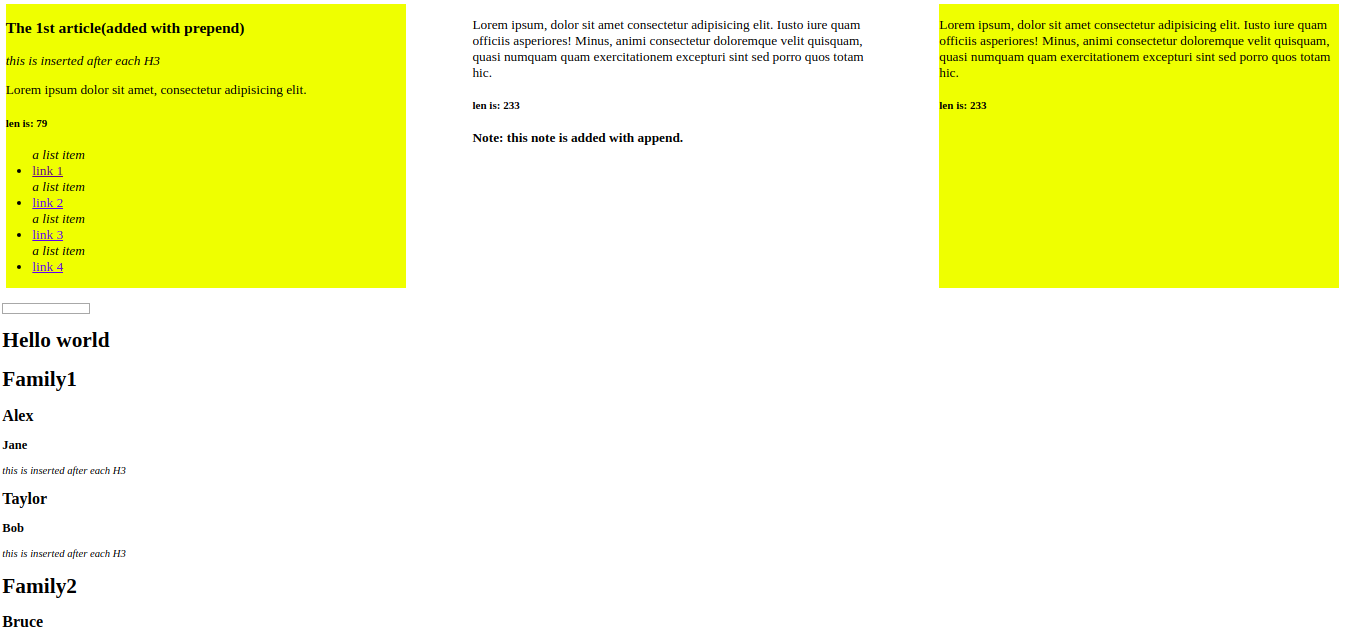 The 1st article(added with prepend)
this is inserted after each H3
Lorem ipsum dolor sit amet, consectetur adipisicing elit.
len is: 79
a list item
link 1
a list item
link 2
a list item
link 3
a list item
link 4
Lorem ipsum, dolor sit amet consectetur adipisicing elit. Iusto iure quam
officiis asperiores! Minus, animi consectetur doloremque velit quisquam,
quasi numquam quam exercitationem excepturi sint sed porro quos totam
hic.
len is: 233
Note: this note is added with append.
Lorem ipsum, dolor sit amet consectetur adipisicing elit. Iusto iure quam
officiis asperiores! Minus, animi consectetur doloremque velit quisquam,
quasi numquam quam exercitationem excepturi sint sed porro quos totam
hic.
len is: 233
Hello world
Family1
Alex
Jane
this is inserted after each H3
Taylor
Bob
this is inserted after each H3
Family2
Bruce